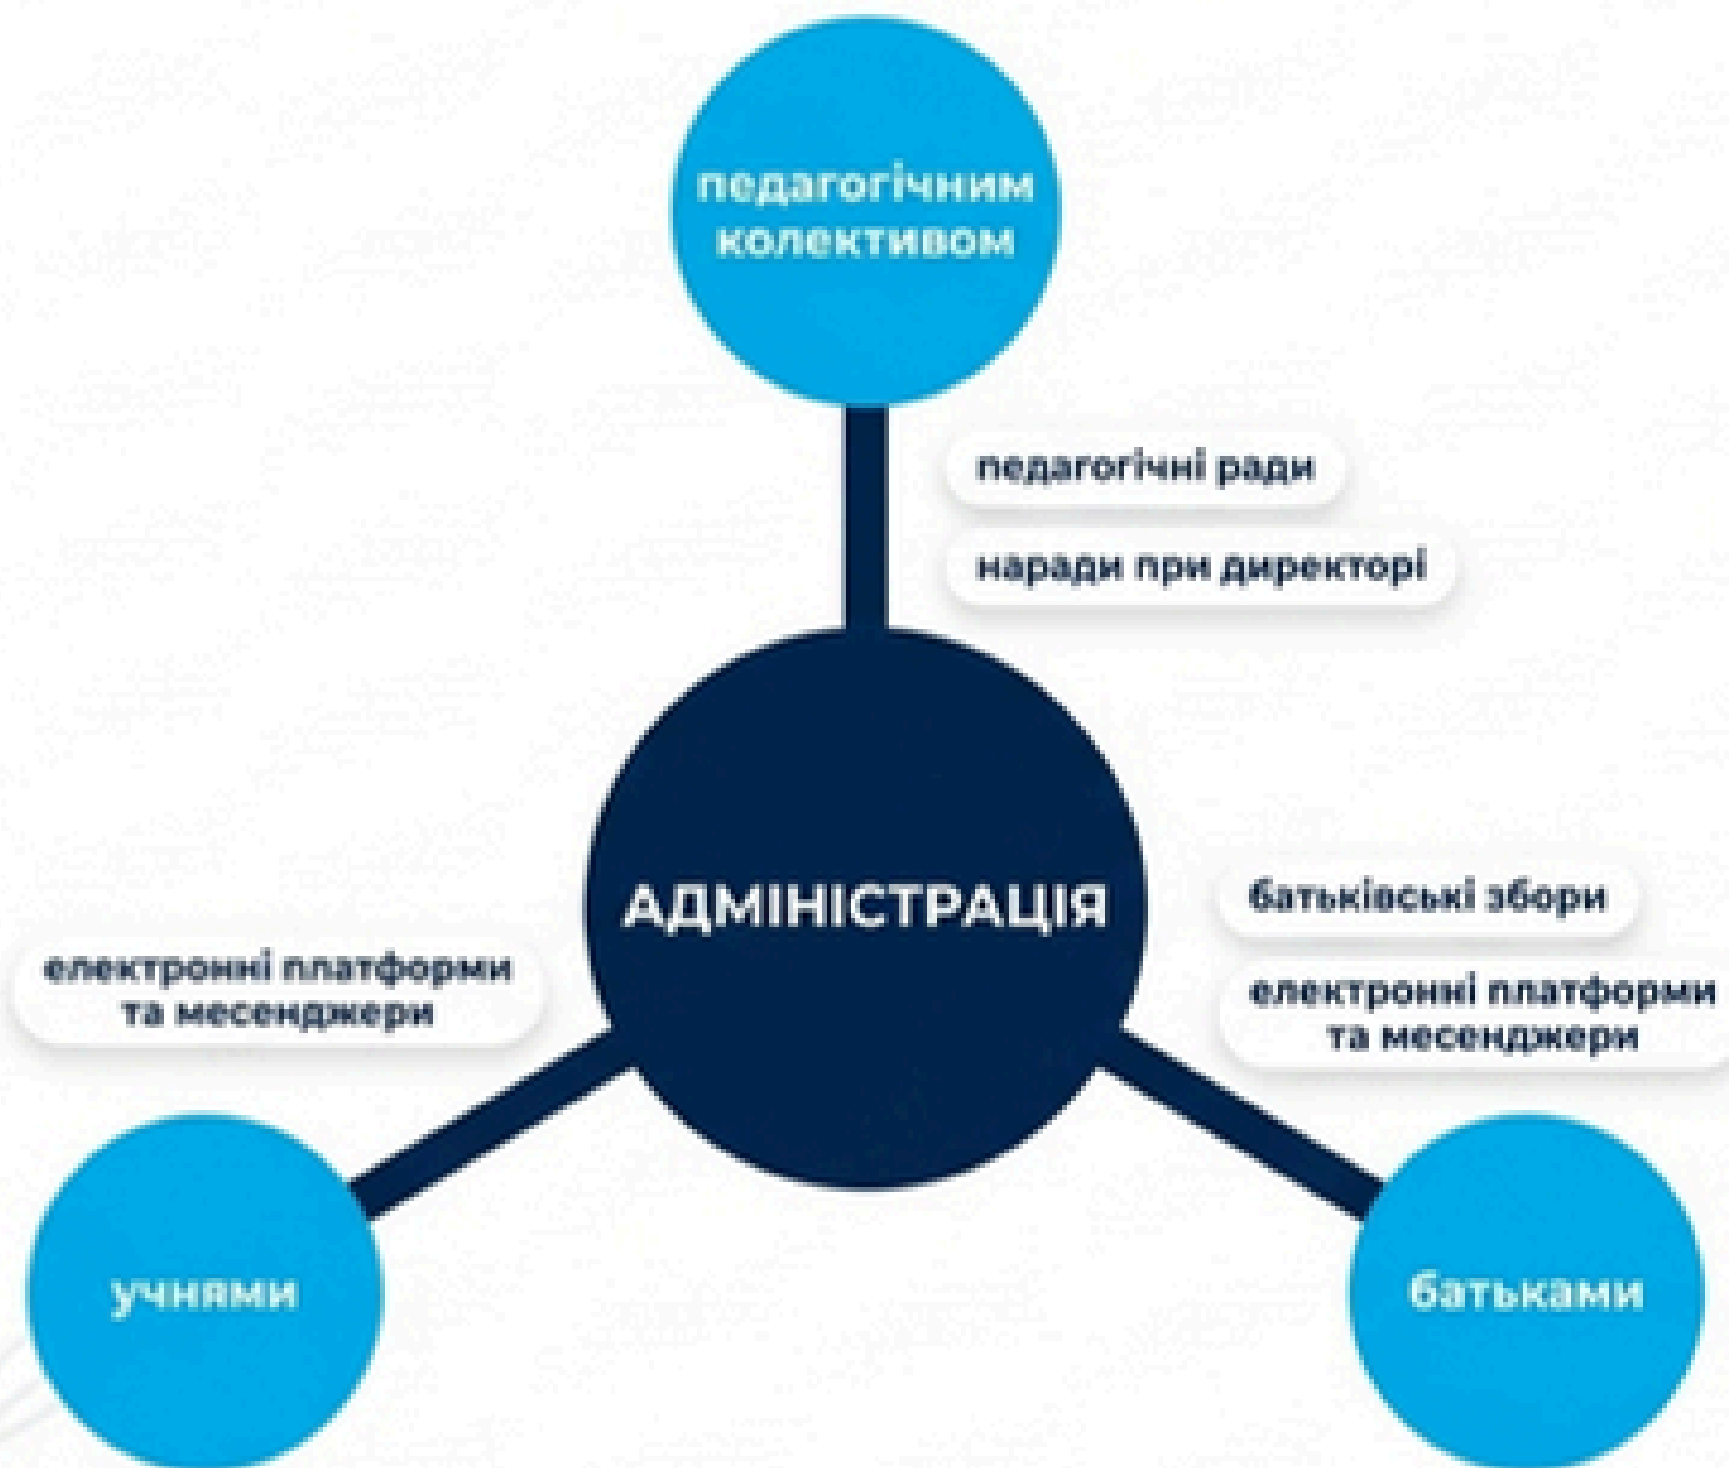 педагогічним
колективом
педагогічні ради
наради при директорі
АДМІНІСТРАЦІЯ
батьківські збори
електронні платформи
та месенджери
електронні платформи
та месенджери
учнями
батьками